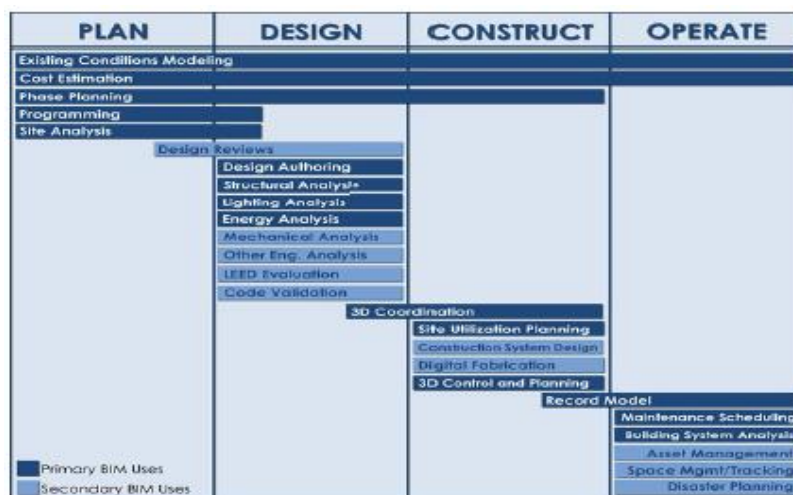 PLAN DESIGN CONSTRUCT OPERATE
Existing Conditions Modeling
Cost Estimation
Phase Planning
Programming
Site Analysis
Design Reviews
Design Authoring
Structural Analysis
Lighting Analysis
Energy Analysis
Mechanical Analysis
Other Eng. Analysis
LEED Evaluation
Code Validation
3D Coordination
Site Utilization Planning
Construction System Design
Digital Fabrication
3D Control and Planning
Record Model
Maintenance Scheduling
Building System Analysis
Asset Management
Space Mgmt/Tracking
Disaster Planning
Primary BIM Uses
Secondary BIM Uses